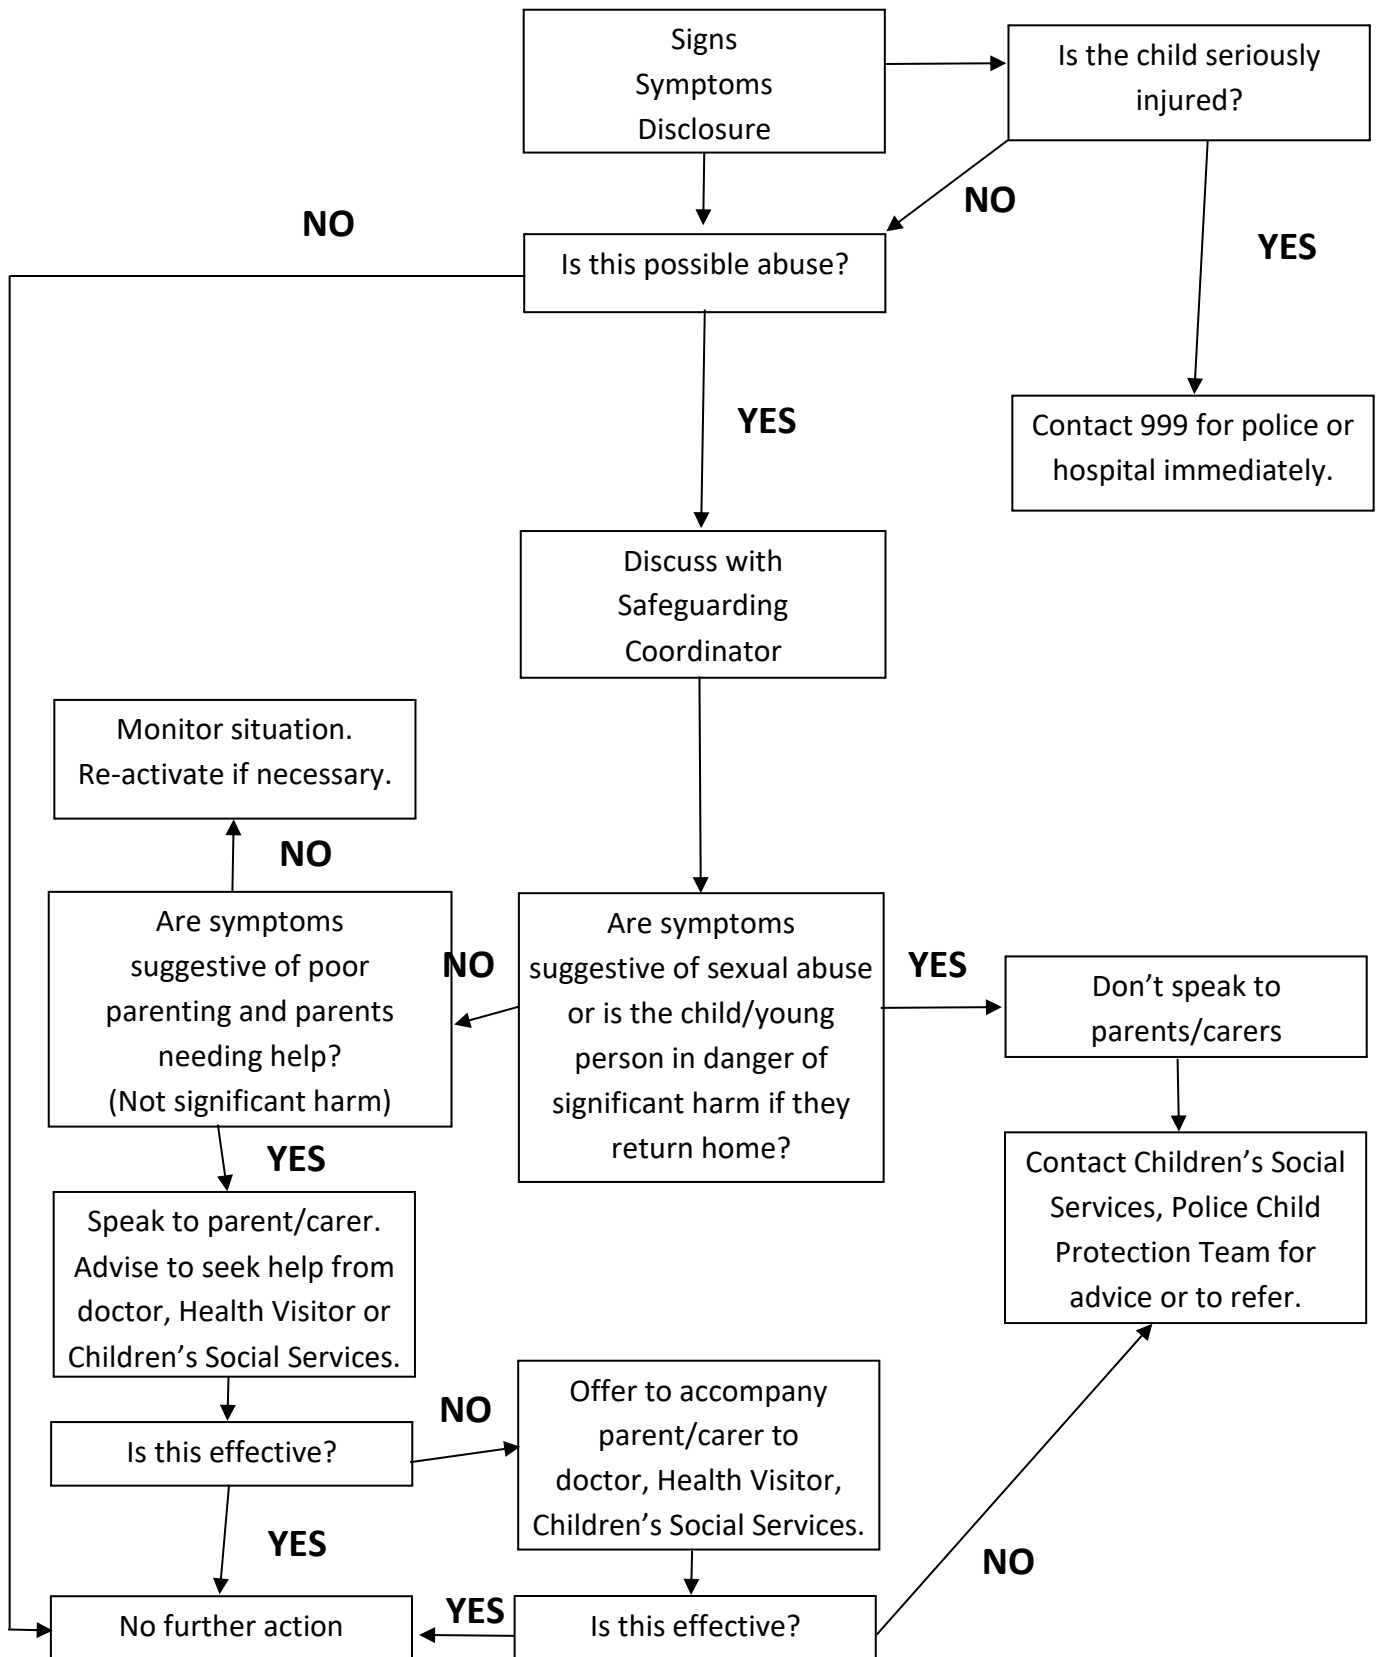 Signs
Symptoms
Disclosure
Is the child seriously
injured?
NO
NO
YES
Is this possible abuse?
YES
Contact 999 for police or
hospital immediately.
Discuss with
Safeguarding
Coordinator
Monitor situation.
Re-activate if necessary.
NO
Are symptoms
suggestive of poor
parenting and parents
needing help?
(Not significant harm)
NO
Are symptoms
suggestive of sexual abuse
or is the child/young
person in danger of
significant harm if they
return home?
YES
Don’t speak to
parents/carers
YES
Contact Children’s Social
Services, Police Child
Protection Team for
advice or to refer.
Speak to parent/carer.
Advise to seek help from
doctor, Health Visitor or
Children’s Social Services.
NO
Offer to accompany
parent/carer to
doctor, Health Visitor,
Children’s Social Services.
Is this effective?
YES
NO
No further action
YES
Is this effective?